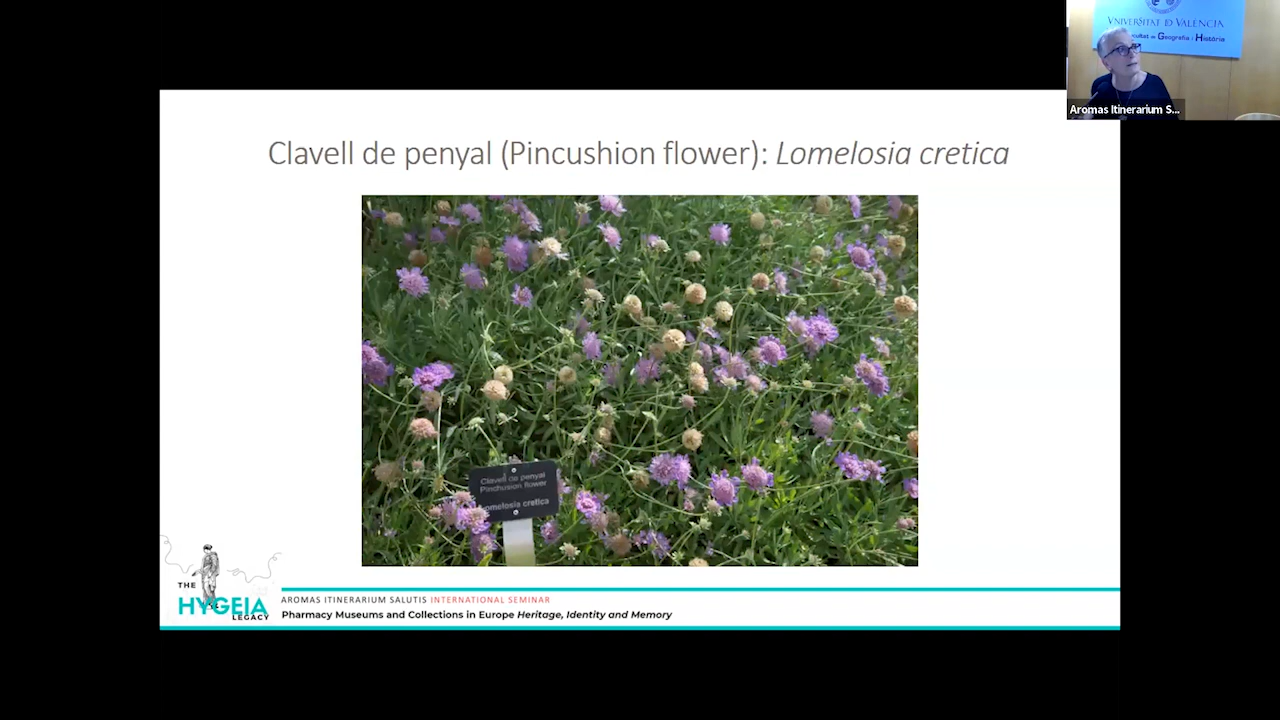 VNIVERSITAT D VALÈNCIA
Facultat de Geografia i Història
Aromas Itinerarium S...
Clavell de penyal (Pincushion flower): Lomelosia cretica
Clavell de penyal
Pinchusion flower
Lomelosia cretica
THE
HYGEIA
LEGACY
AROMAS ITINERARIUM SALUTIS INTERNATIONAL SEMINAR
Pharmacy Museums and Collections in Europe Heritage, Identity and Memory